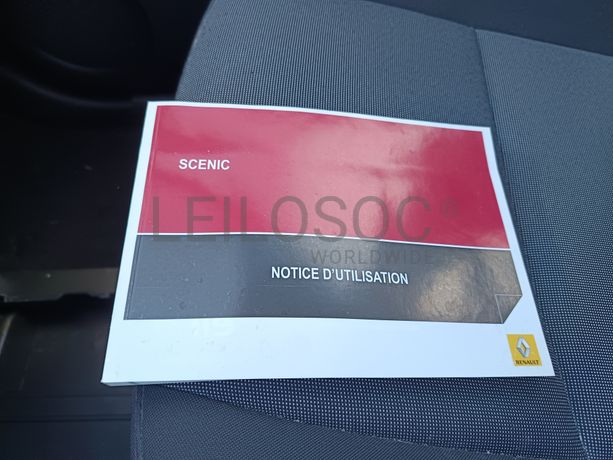 SCENIC
LEILOSOC®
WORLDWIDE
NOTICE D'UTILISATION
RENAULT